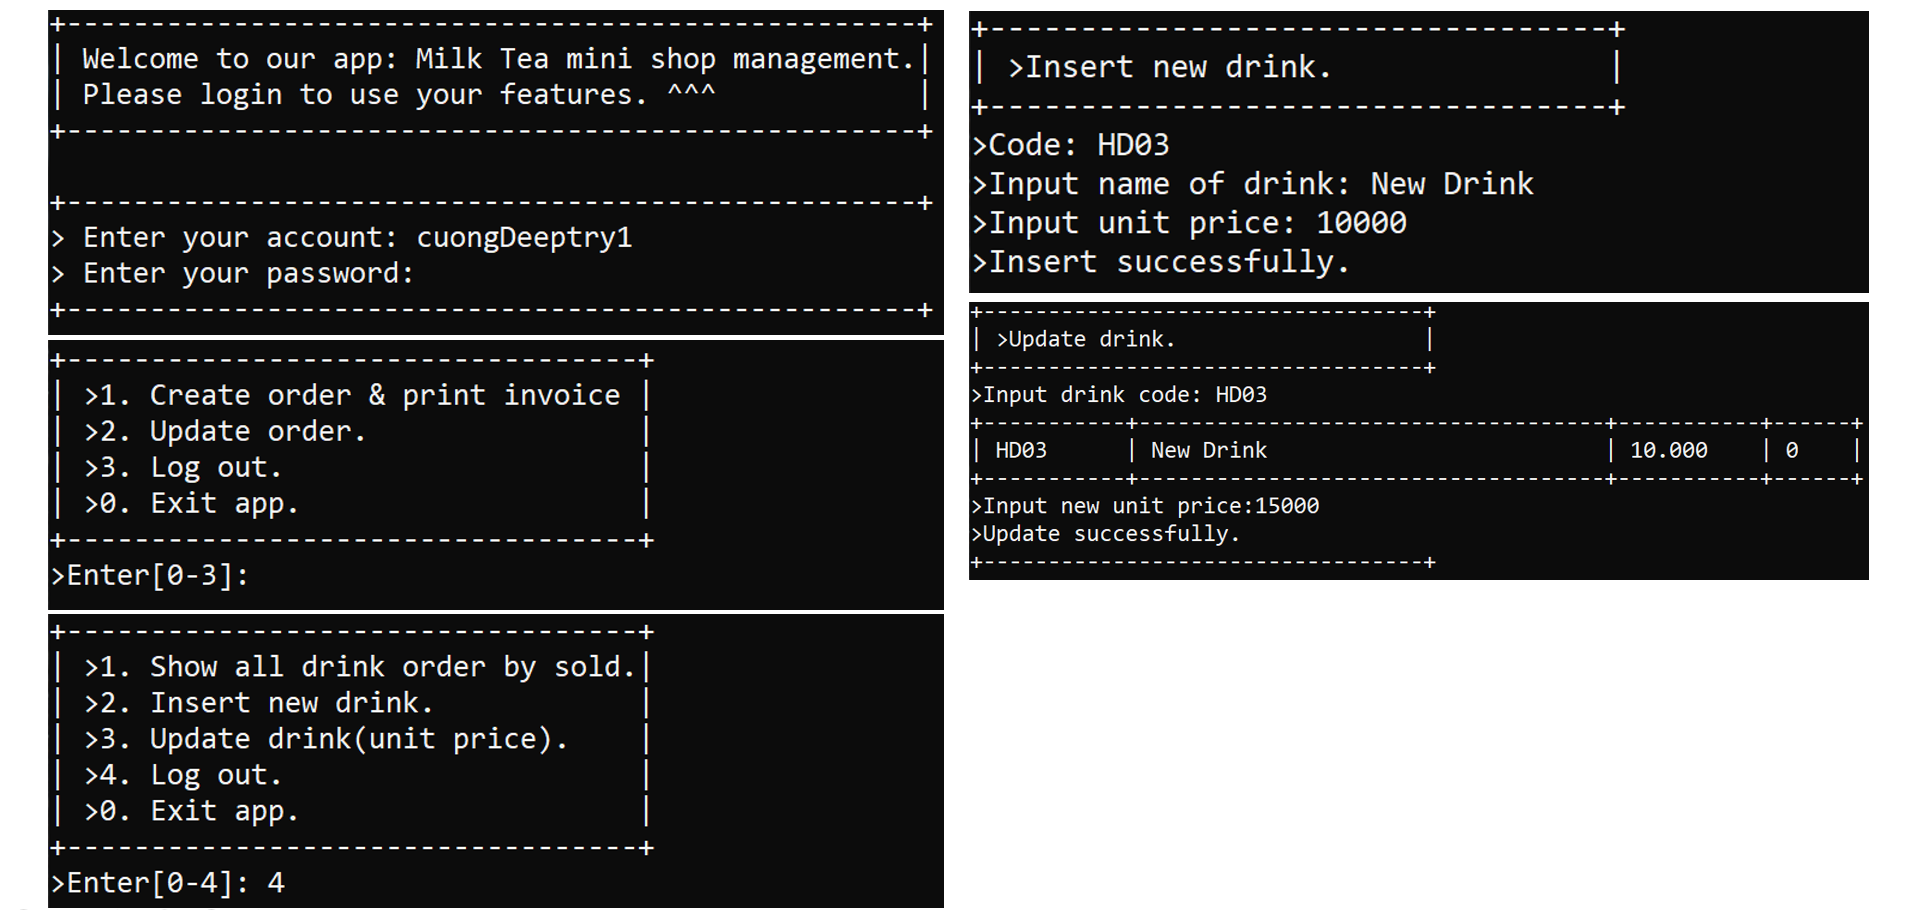 Welcome to our app: Milk Tea mini shop management.
Please login to use your features. ^^^
> Enter your account: cuongDeeptry1
> Enter your password:
>1. Create order & print invoice
>2. Update order.
>3. Log out.
>0. Exit app.
>Enter[0-3]:
>1. Show all drink order by sold.
>2. Insert new drink.
>3. Update drink(unit price).
>4. Log out.
>0. Exit app.
>Enter[0-4]: 4
>Insert new drink.
>Code: HD03
>Input name of drink: New Drink
>Input unit price: 10000
>Insert successfully.
>Update drink.
>Input drink code: HD03
| HD03 | New Drink | 10.000 | 0 |
>Input new unit price:15000
>Update successfully.